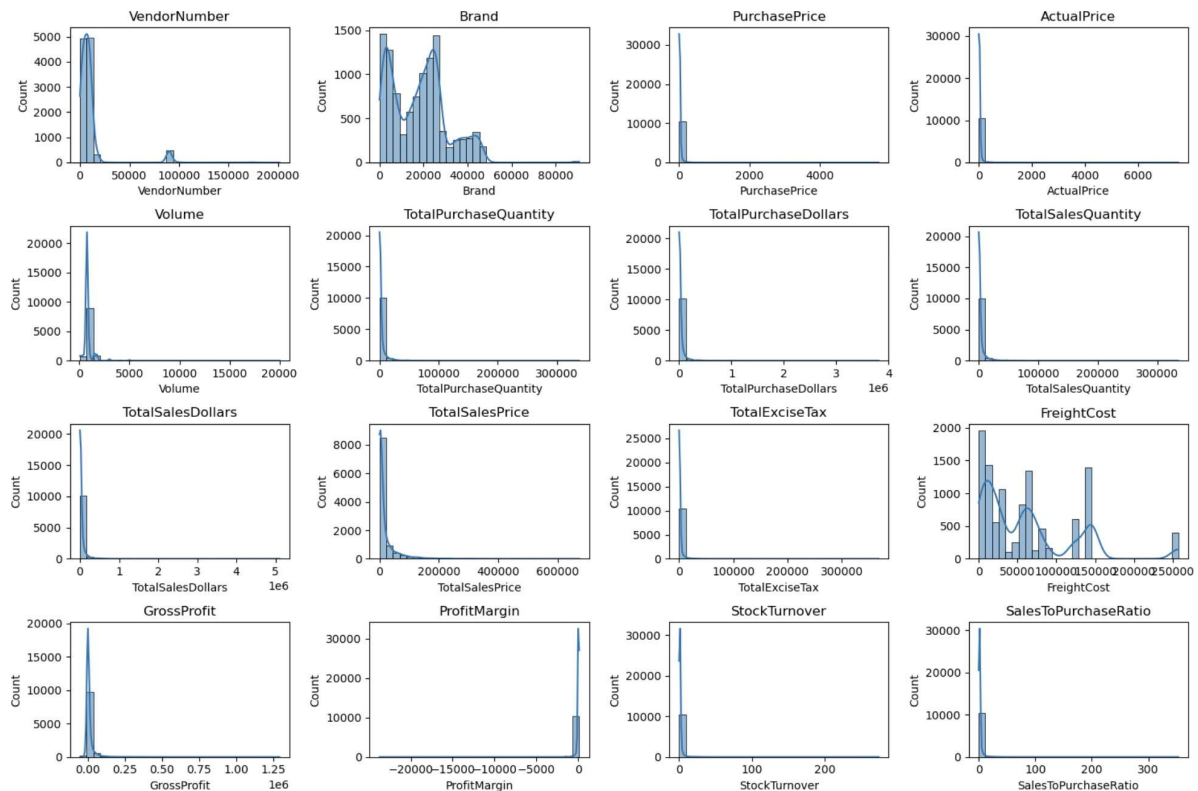 VendorNumber Brand PurchasePrice ActualPrice
Count 5000 4000 3000 2000 1000 0
0 50000 100000 150000 200000
VendorNumber
Count 1500 1000 500 0
0 20000 40000 60000 80000
Brand
Count 30000 20000 10000 0
0 2000 4000
PurchasePrice
Count 30000 20000 10000 0
0 2000 4000 6000
ActualPrice
Volume TotalPurchaseQuantity TotalPurchaseDollars TotalSalesQuantity
Count 20000 15000 10000 5000 0
0 5000 10000 15000 20000
Volume
Count 20000 15000 10000 5000 0
0 100000 200000 300000
TotalPurchaseQuantity
Count 20000 15000 10000 5000 0
0 1 2 3 4
1e6
TotalPurchaseDollars
Count 20000 15000 10000 5000 0
0 100000 200000 300000
TotalSalesQuantity
TotalSalesDollars TotalSalesPrice TotalExciseTax FreightCost
Count 20000 15000 10000 5000 0
0 1 2 3 4 5
1e6
TotalSalesDollars
Count 8000 6000 4000 2000 0
0 200000 400000 600000
TotalSalesPrice
Count 25000 20000 15000 10000 5000 0
0 100000 200000 300000
TotalExciseTax
Count 2000 1500 1000 500 0
0 50000 100000 150000 200000 250000
FreightCost
GrossProfit ProfitMargin StockTurnover SalesToPurchaseRatio
Count 20000 15000 10000 5000 0
0.00 0.25 0.50 0.75 1.00 1.25
1e6
GrossProfit
Count 30000 20000 10000 0
−20000 −15000 −10000 −5000 0
ProfitMargin
Count 30000 20000 10000 0
0 100 200
StockTurnover
Count 30000 20000 10000 0
0 100 200 300
SalesToPurchaseRatio